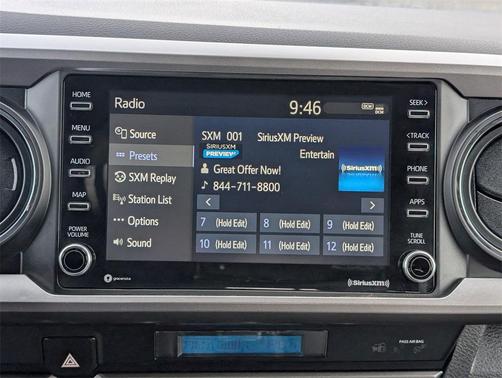 HOME
MENU
AUDIO
MAP
POWER
VOLUME
Radio
9:46
DCM
Source
Presets
SXM Replay
Station List
Options
Sound
SXM 001 SiriusXM Preview
SIRIUSXM
PREVIEW
Entertain
Great Offer Now!
844-711-8800
((SiriusXM))
<
>
7 (Hold Edit)
8 (Hold Edit)
9 (Hold Edit)
10 (Hold Edit)
11 (Hold Edit)
12 (Hold Edit)
SEEK>
<TRACK
PHONE
APPS
TUNE
SCROLL
gracenote
((SiriusXM))
PASS AIR BAG